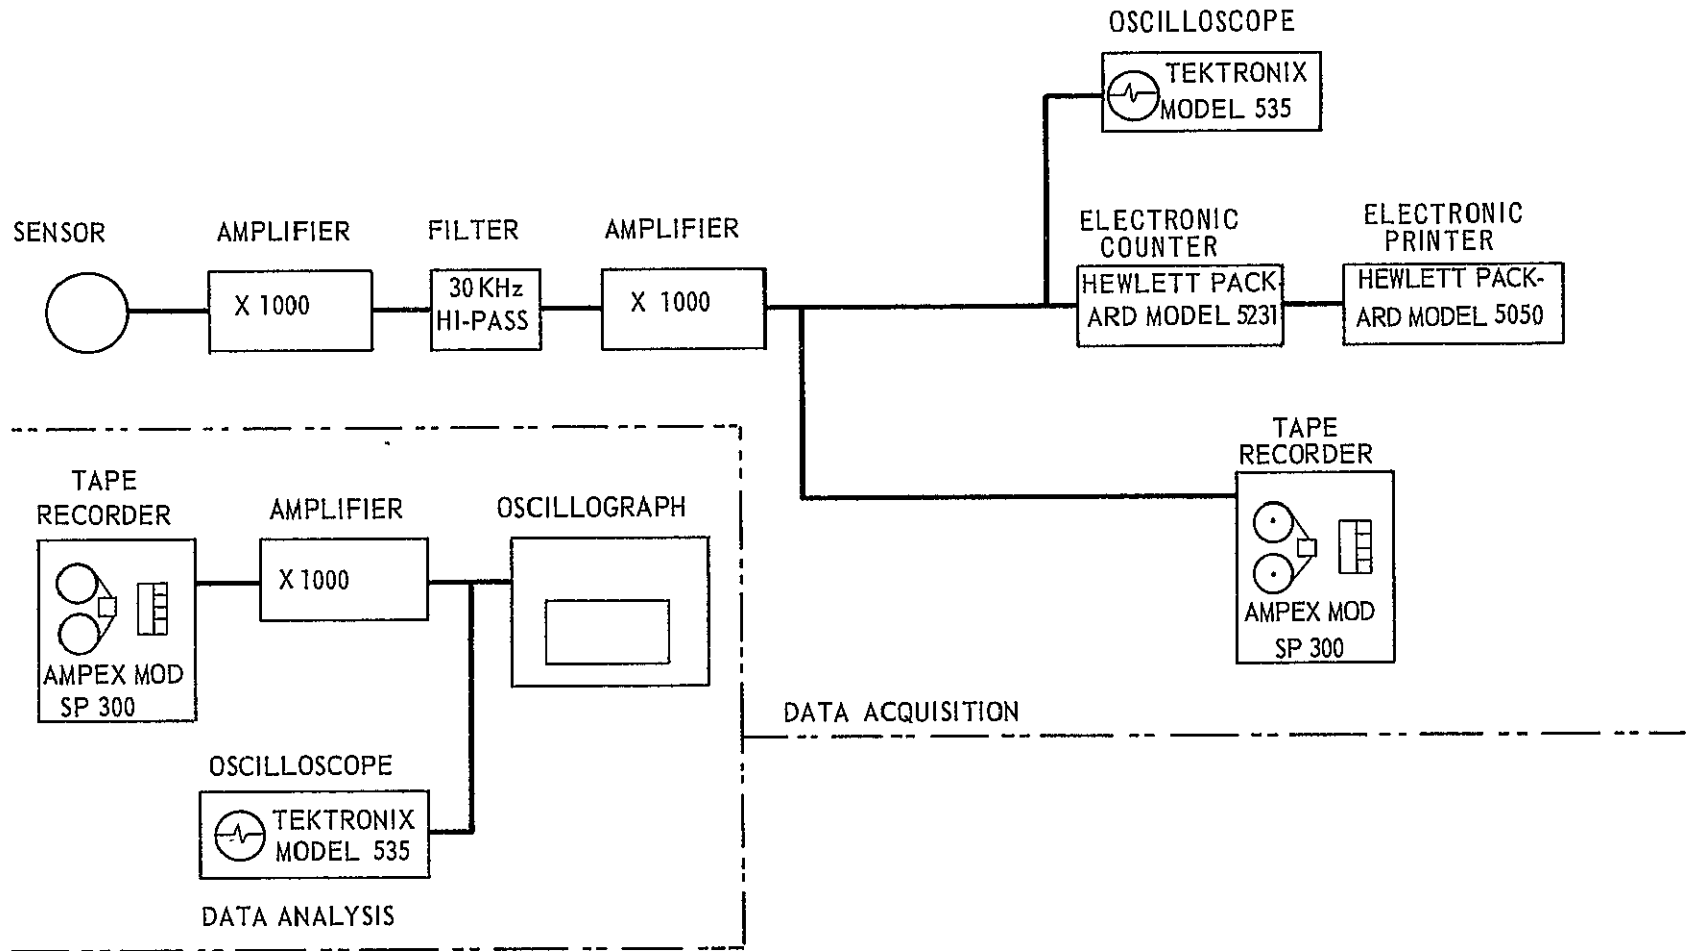 OSCILLOSCOPE
TEKTRONIX
MODEL 535
SENSOR
AMPLIFIER
X 1000
FILTER
30 KHz
HI-PASS
AMPLIFIER
X 1000
ELECTRONIC
COUNTER
HEWLETT PACK-
ARD MODEL 5231
ELECTRONIC
PRINTER
HEWLETT PACK-
ARD MODEL 5050
TAPE
RECORDER
AMPEX MOD
SP 300
DATA ACQUISITION
TAPE
RECORDER
AMPEX MOD
SP 300
AMPLIFIER
X 1000
OSCILLOGRAPH
OSCILLOSCOPE
TEKTRONIX
MODEL 535
DATA ANALYSIS